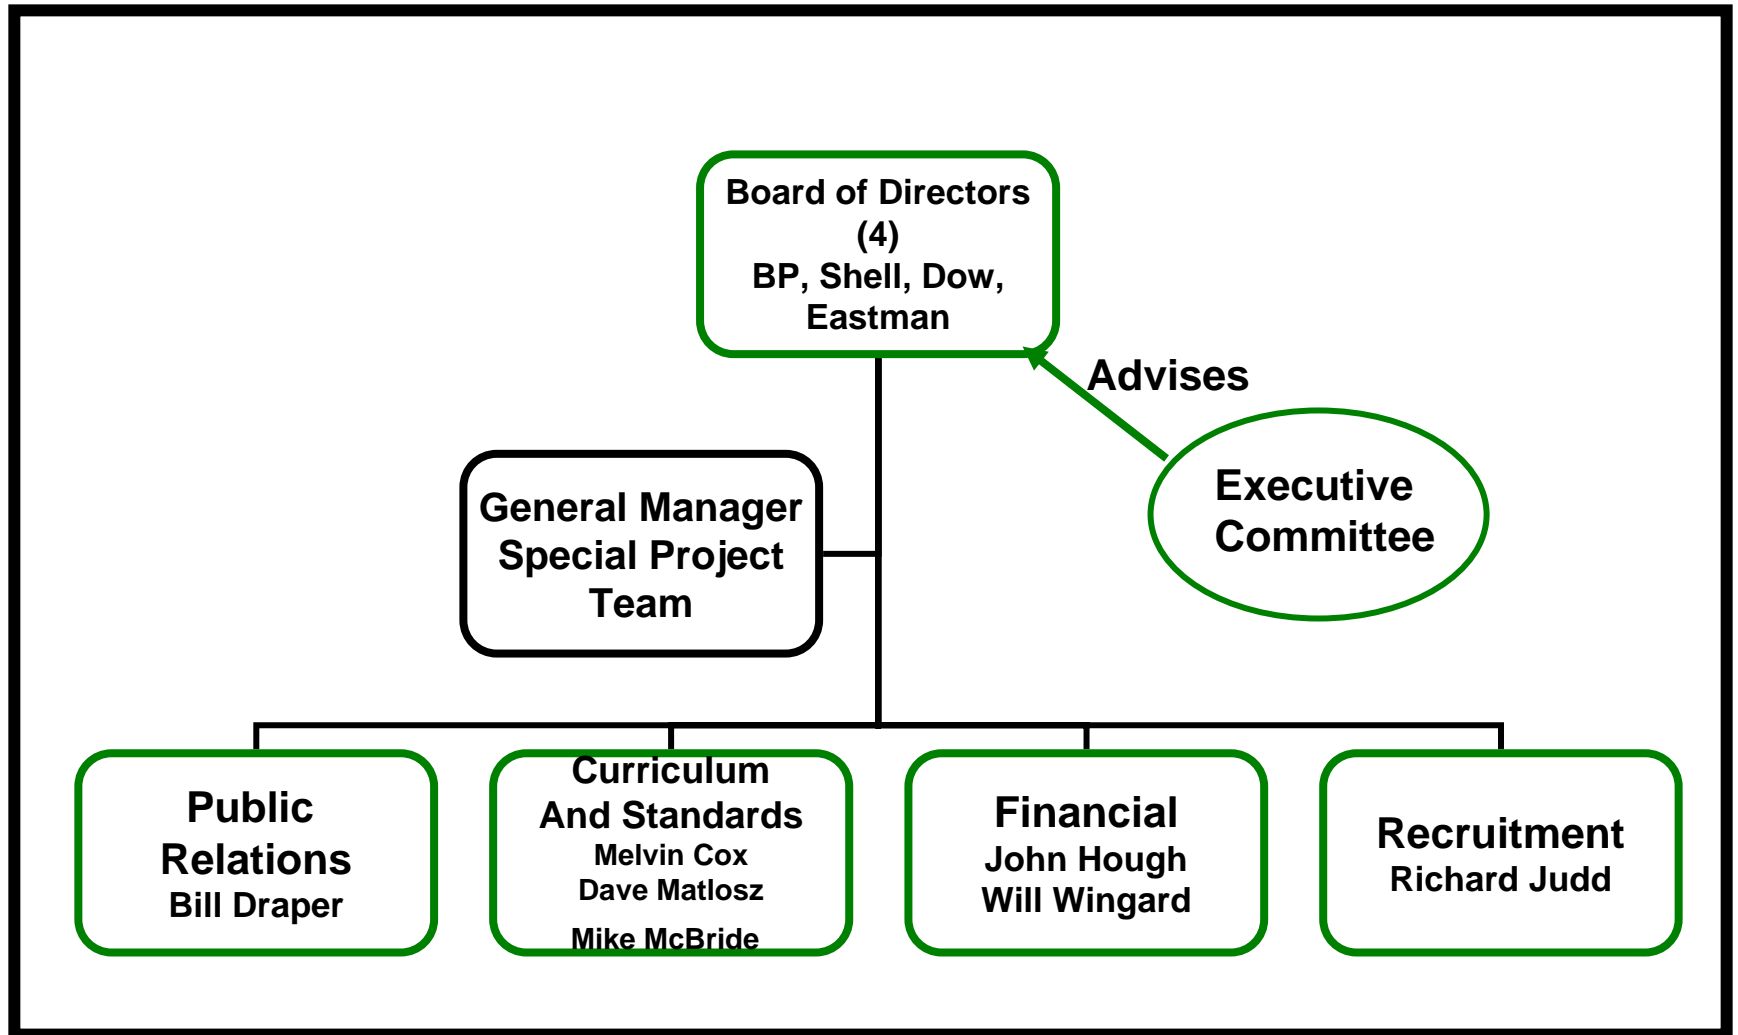 Board of Directors
(4)
BP, Shell, Dow,
Eastman
Advises
Executive
Committee
General Manager
Special Project
Team
Public
Relations
Bill Draper
Curriculum
And Standards
Melvin Cox
Dave Matlosz
Mike McBride
Financial
John Hough
Will Wingard
Recruitment
Richard Judd